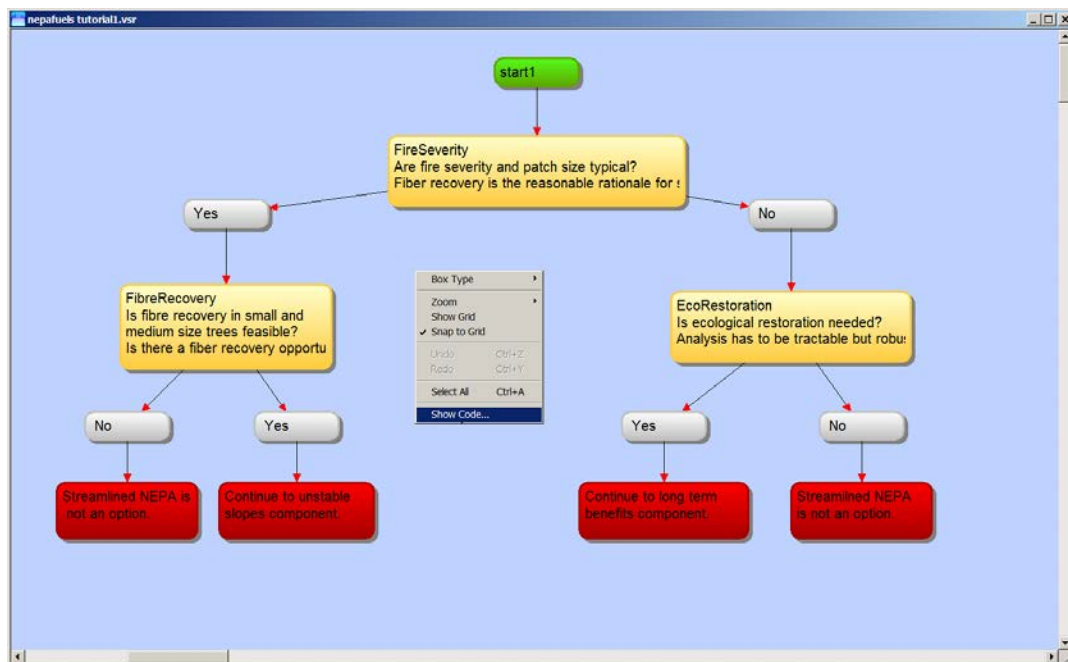 nepafuels tutorial1.vsr
start1
FireSeverity
Are fire severity and patch size typical?
Fiber recovery is the reasonable rationale for s
Yes
No
FibreRecovery
Is fibre recovery in small and
medium size trees feasible?
Is there a fiber recovery opportu
Box Type
Zoom
Show Grid
Snap to Grid
Undo Ctrl+Z
Redo Ctrl+Y
Select All Ctrl+A
Show Code...
EcoRestoration
Is ecological restoration needed?
Analysis has to be tractable but robus
No
Yes
Yes
No
Streamlined NEPA is
not an option.
Continue to unstable
slopes component.
Continue to long term
benefits component.
Streamilned NEPA
is not an option.